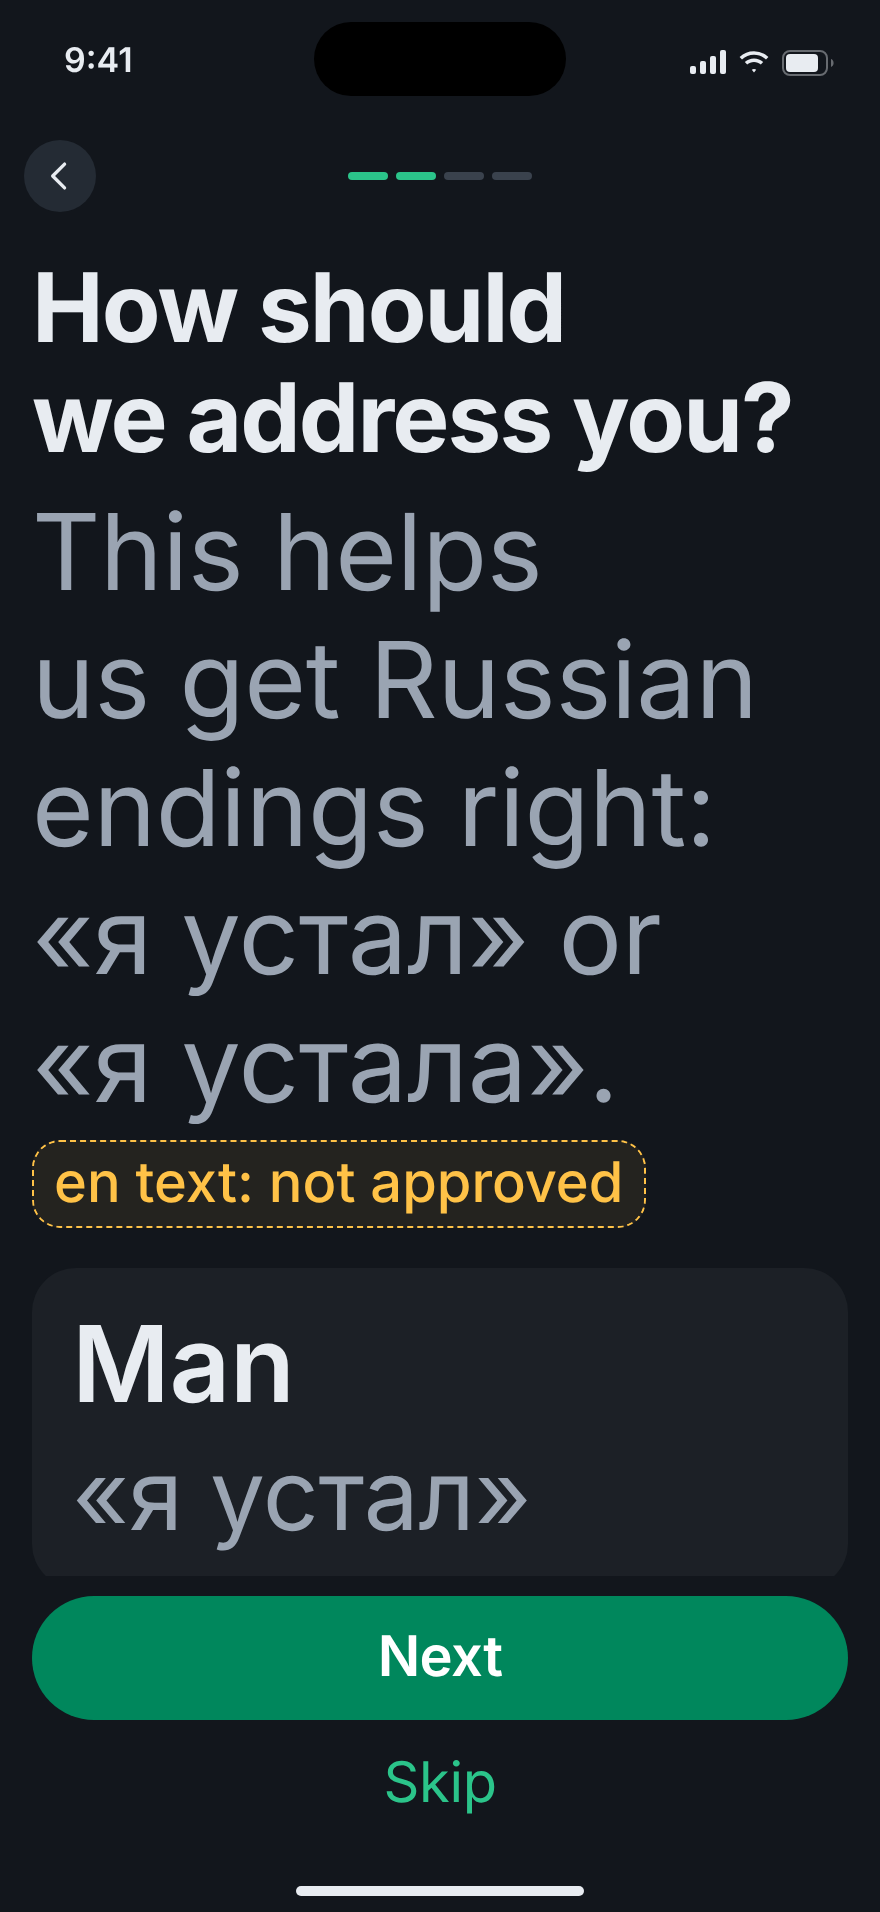 9:41
How should
we address you?
This helps
us get Russian
endings right:
«я устал» or
«я устала».
en text: not approved
Man
«я устал»
Next
Skip